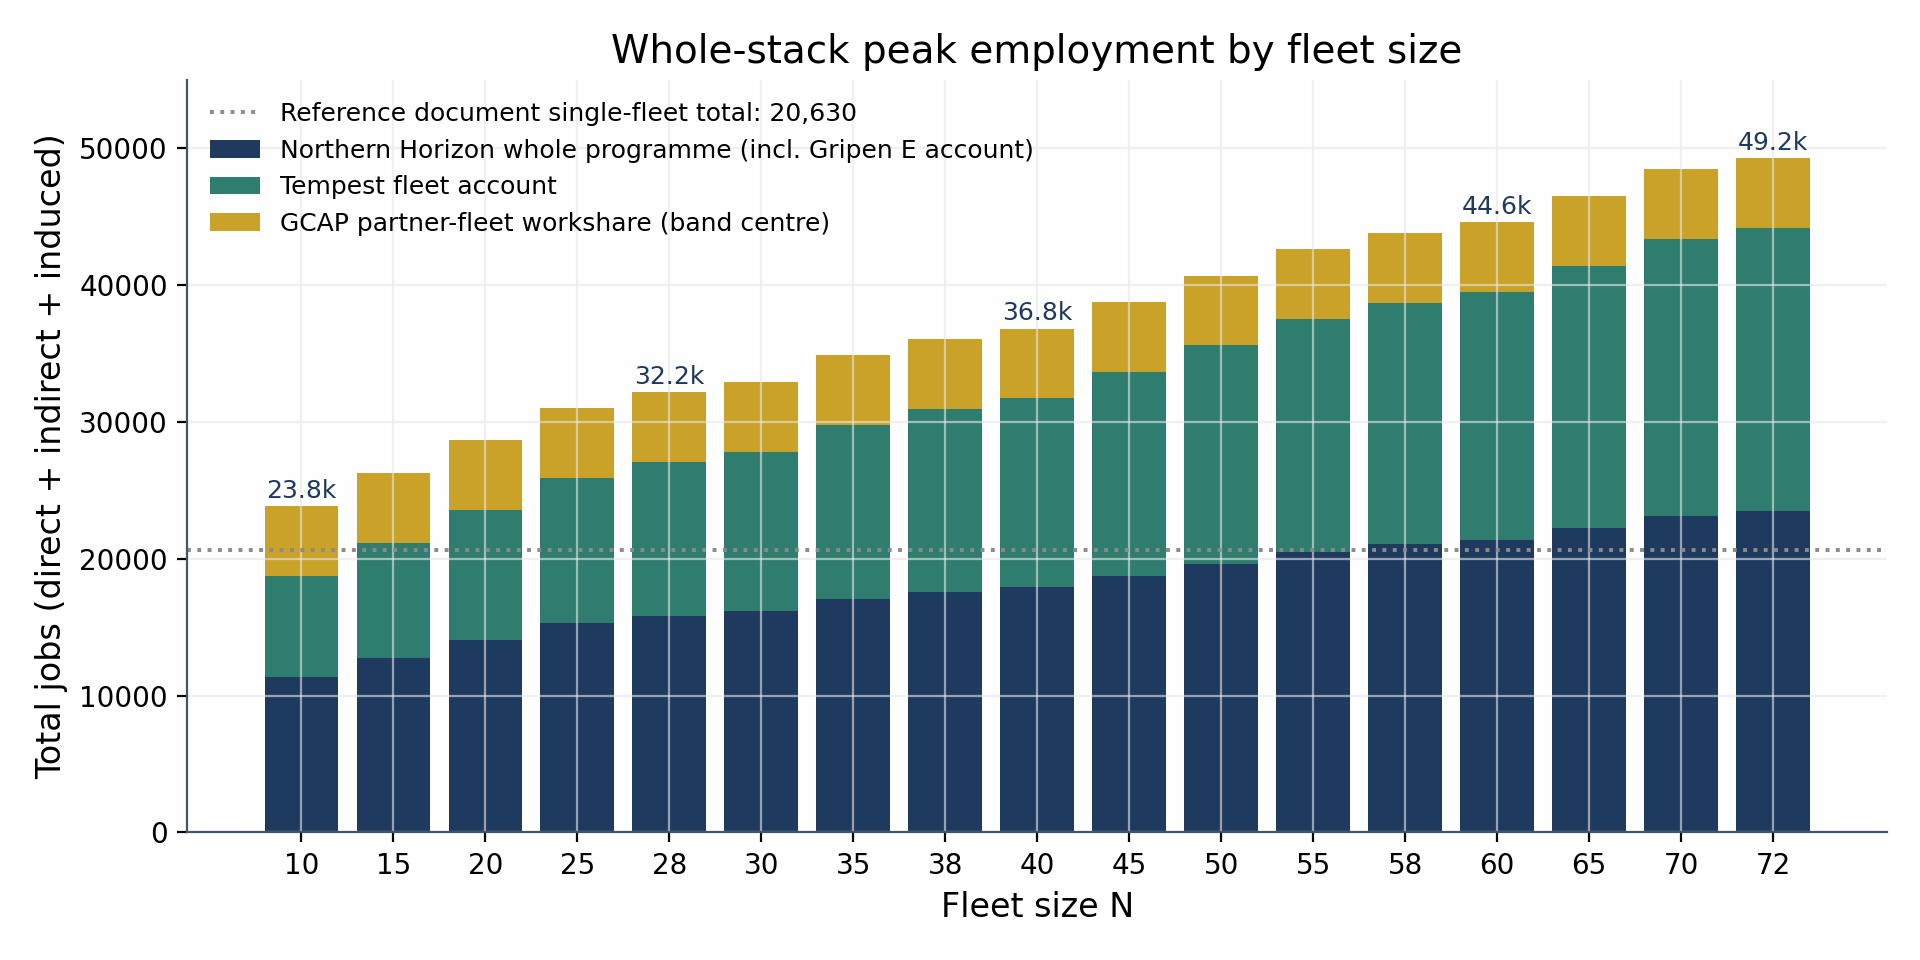 Whole-stack peak employment by fleet size
Reference document single-fleet total: 20,630
Northern Horizon whole programme (incl. Gripen E account)
Tempest fleet account
GCAP partner-fleet workshare (band centre)
Total jobs (direct + indirect + induced)
50000
40000
30000
20000
10000
0
23.8k
32.2k
36.8k
44.6k
49.2k
10 15 20 25 28 30 35 38 40 45 50 55 58 60 65 70 72
Fleet size N